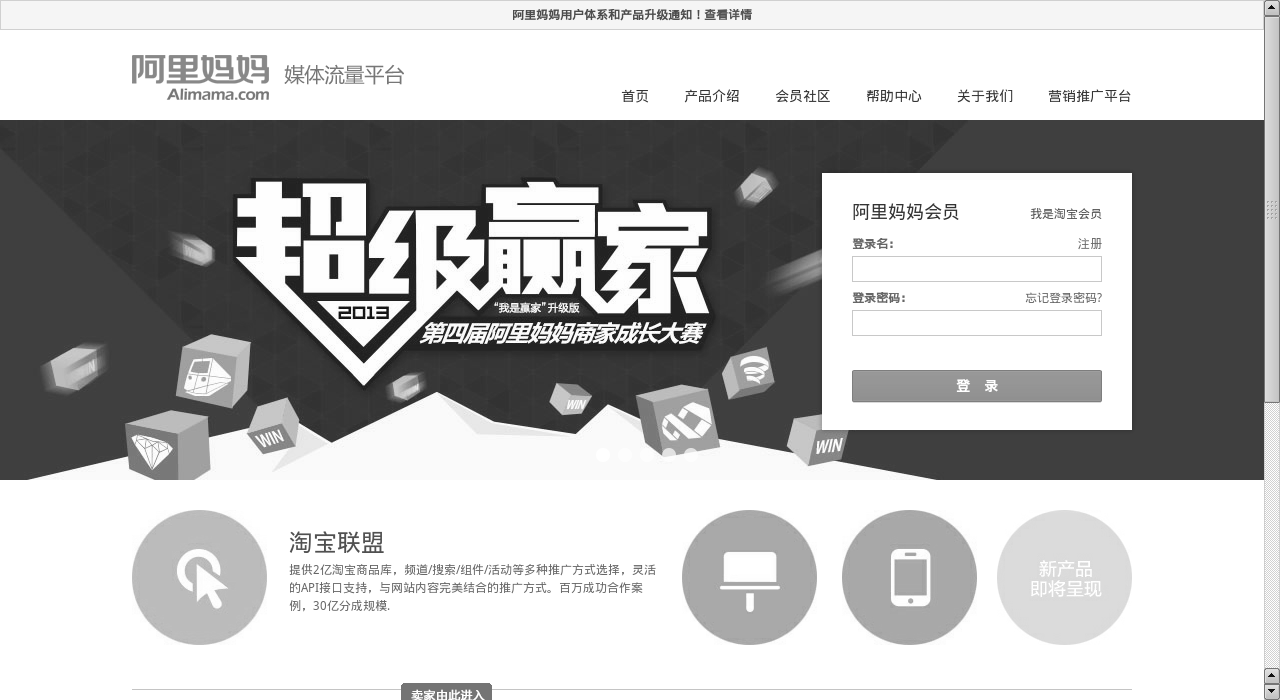 阿里妈妈用户体系和产品升级通知！查看详情
阿里妈妈
Alimama.com
媒体流量平台
首页 产品介绍 会员社区 帮助中心 关于我们 营销推广平台
超级赢家
2013
“我是赢家”升级版
第四届阿里妈妈商家成长大赛
WIN
WIN
WIN
阿里妈妈会员 我是淘宝会员
登录名: 注册
登录密码: 忘记登录密码?
登 录
淘宝联盟
提供2亿淘宝商品库，频道/搜索/组件/活动等多种推广方式选择，灵活
的API接口支持，与网站内容完美结合的推广方式。百万成功合作案
例，30亿分成规模.
新产品
即将呈现
卖家由此进入